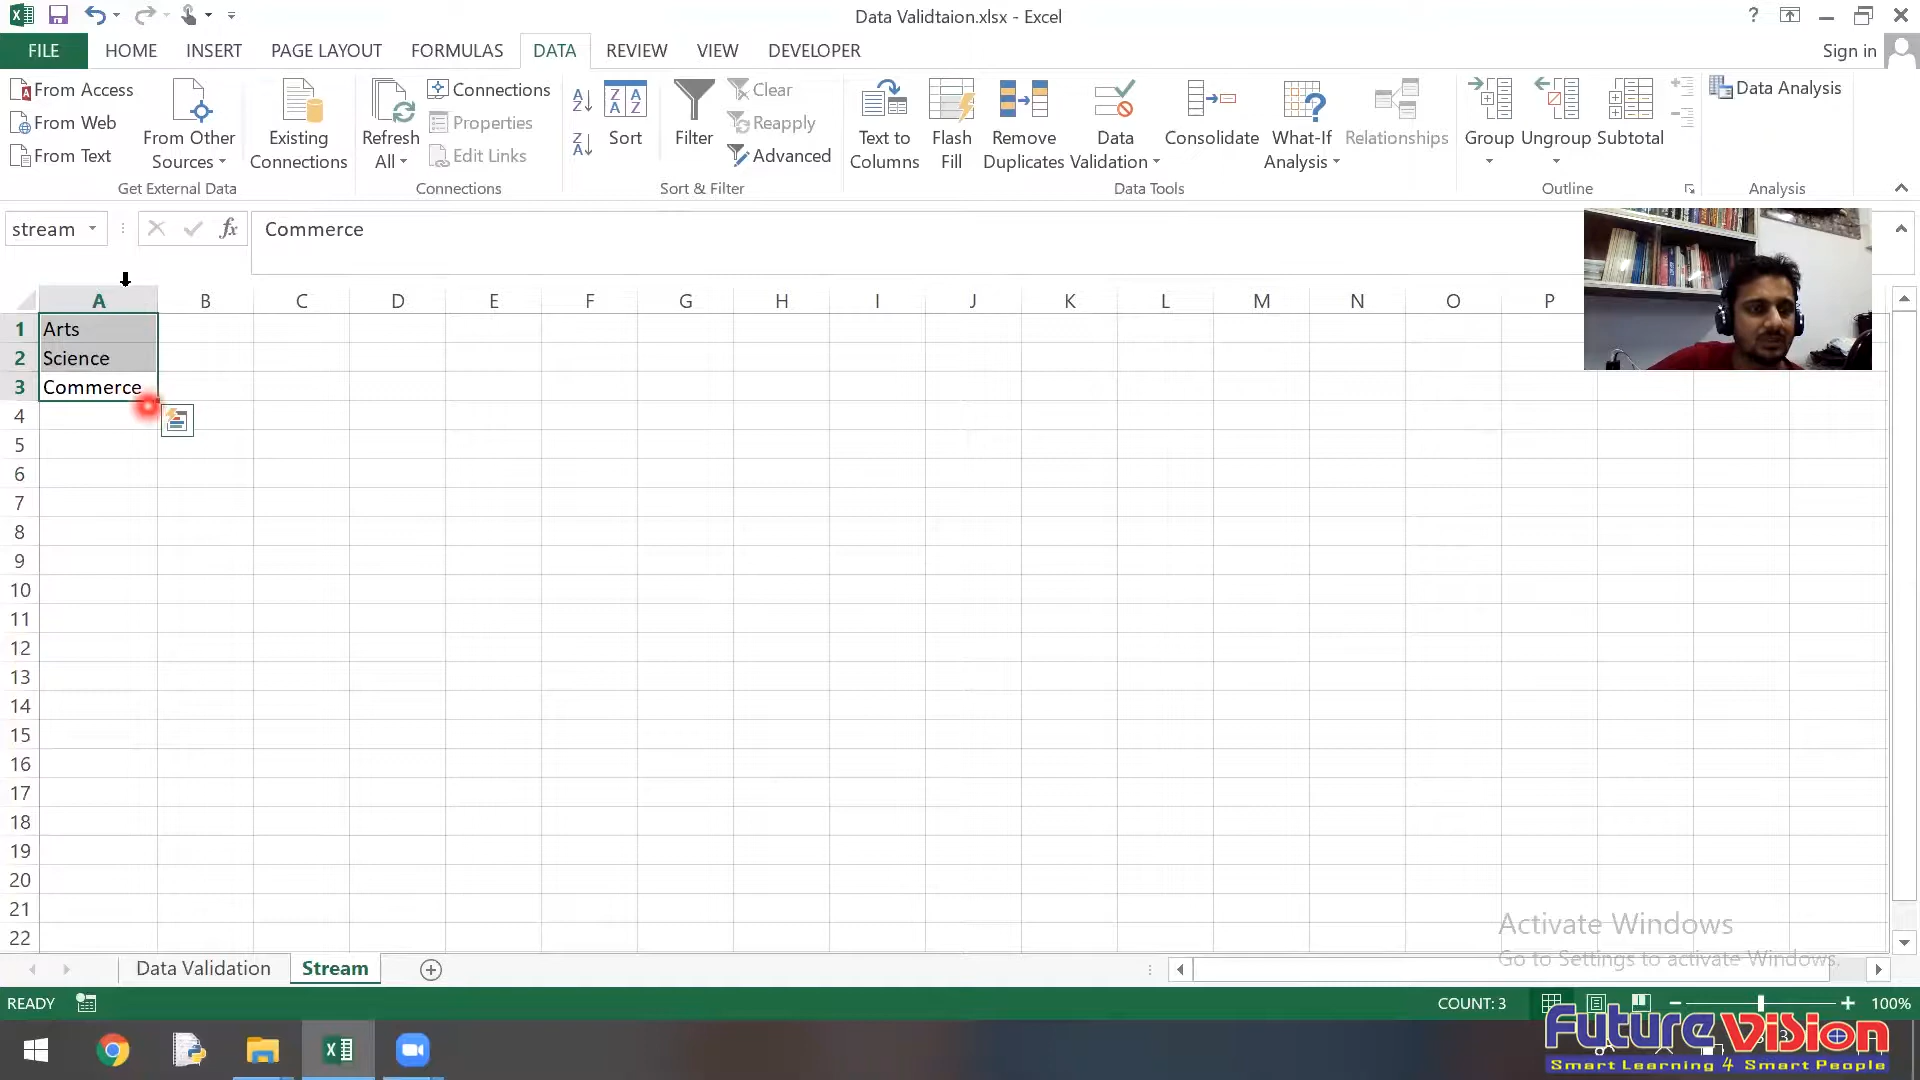 Data Validtaion.xlsx - Excel
FILE HOME INSERT PAGE LAYOUT FORMULAS DATA REVIEW VIEW DEVELOPER Sign in
From Access
From Web
From Text
From Other Sources
Existing Connections
Get External Data
Refresh All
Connections
Properties
Edit Links
Connections
Sort
Filter
Clear
Reapply
Advanced
Sort & Filter
Text to Columns
Flash Fill
Remove Duplicates
Data Validation
Consolidate
What-If Analysis
Relationships
Data Tools
Group
Ungroup
Subtotal
Outline
Data Analysis
Analysis
stream fx Commerce
A B C D E F G H I J K L M N O P
1 Arts
2 Science
3 Commerce
4
5
6
7
8
9
10
11
12
13
14
15
16
17
18
19
20
21
22
Activate Windows
Go to Settings to activate Windows.
Data Validation Stream
READY COUNT: 3 100%
Future Vision
Smart Learning 4 Smart People